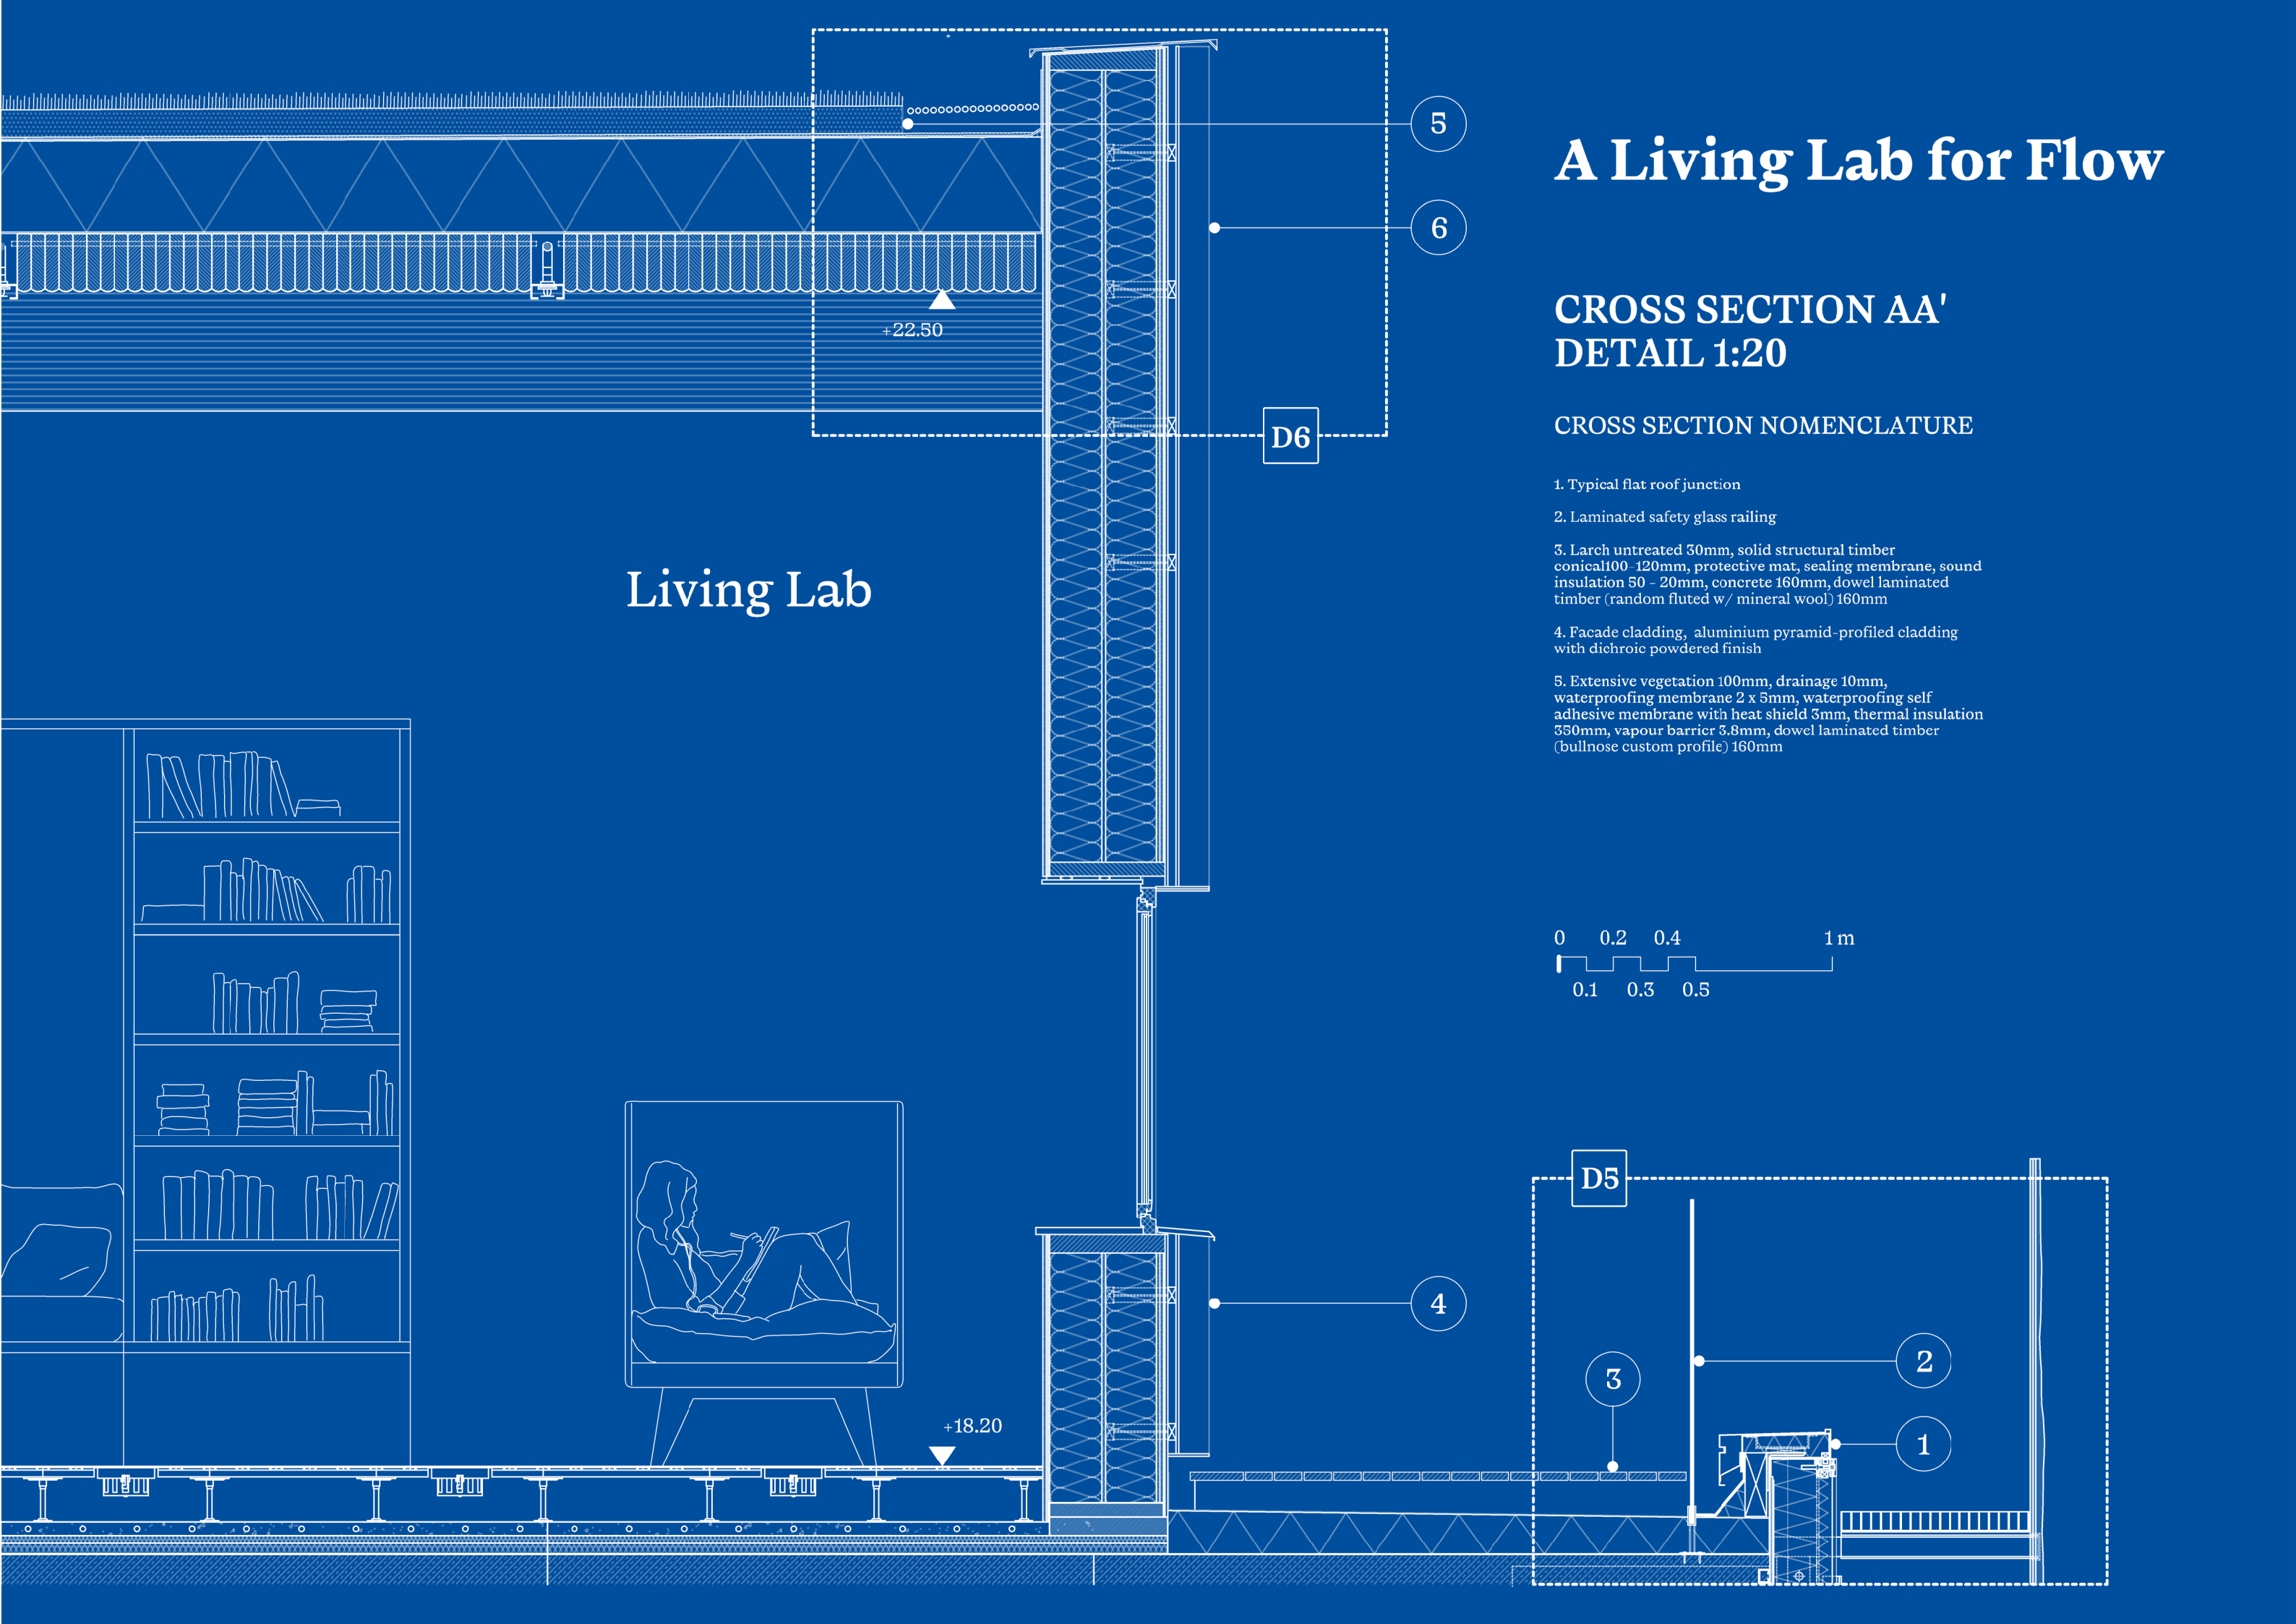 A Living Lab for Flow
CROSS SECTION AA'
DETAIL 1:20
CROSS SECTION NOMENCLATURE
1. Typical flat roof junction
2. Laminated safety glass railing
3. Larch untreated 30mm, solid structural timber
conical100-120mm, protective mat, sealing membrane, sound
insulation 50 - 20mm, concrete 160mm, dowel laminated
timber (random fluted w/ mineral wool) 160mm
4. Facade cladding, aluminium pyramid-profiled cladding
with dichroic powdered finish
5. Extensive vegetation 100mm, drainage 10mm,
waterproofing membrane 2 x 5mm, waterproofing self
adhesive membrane with heat shield 3mm, thermal insulation
350mm, vapour barrier 3.8mm, dowel laminated timber
(bullnose custom profile) 160mm
0 0.2 0.4 1 m
0.1 0.3 0.5
5
6
+22.50
D6
Living Lab
D5
4
3
2
1
+18.20